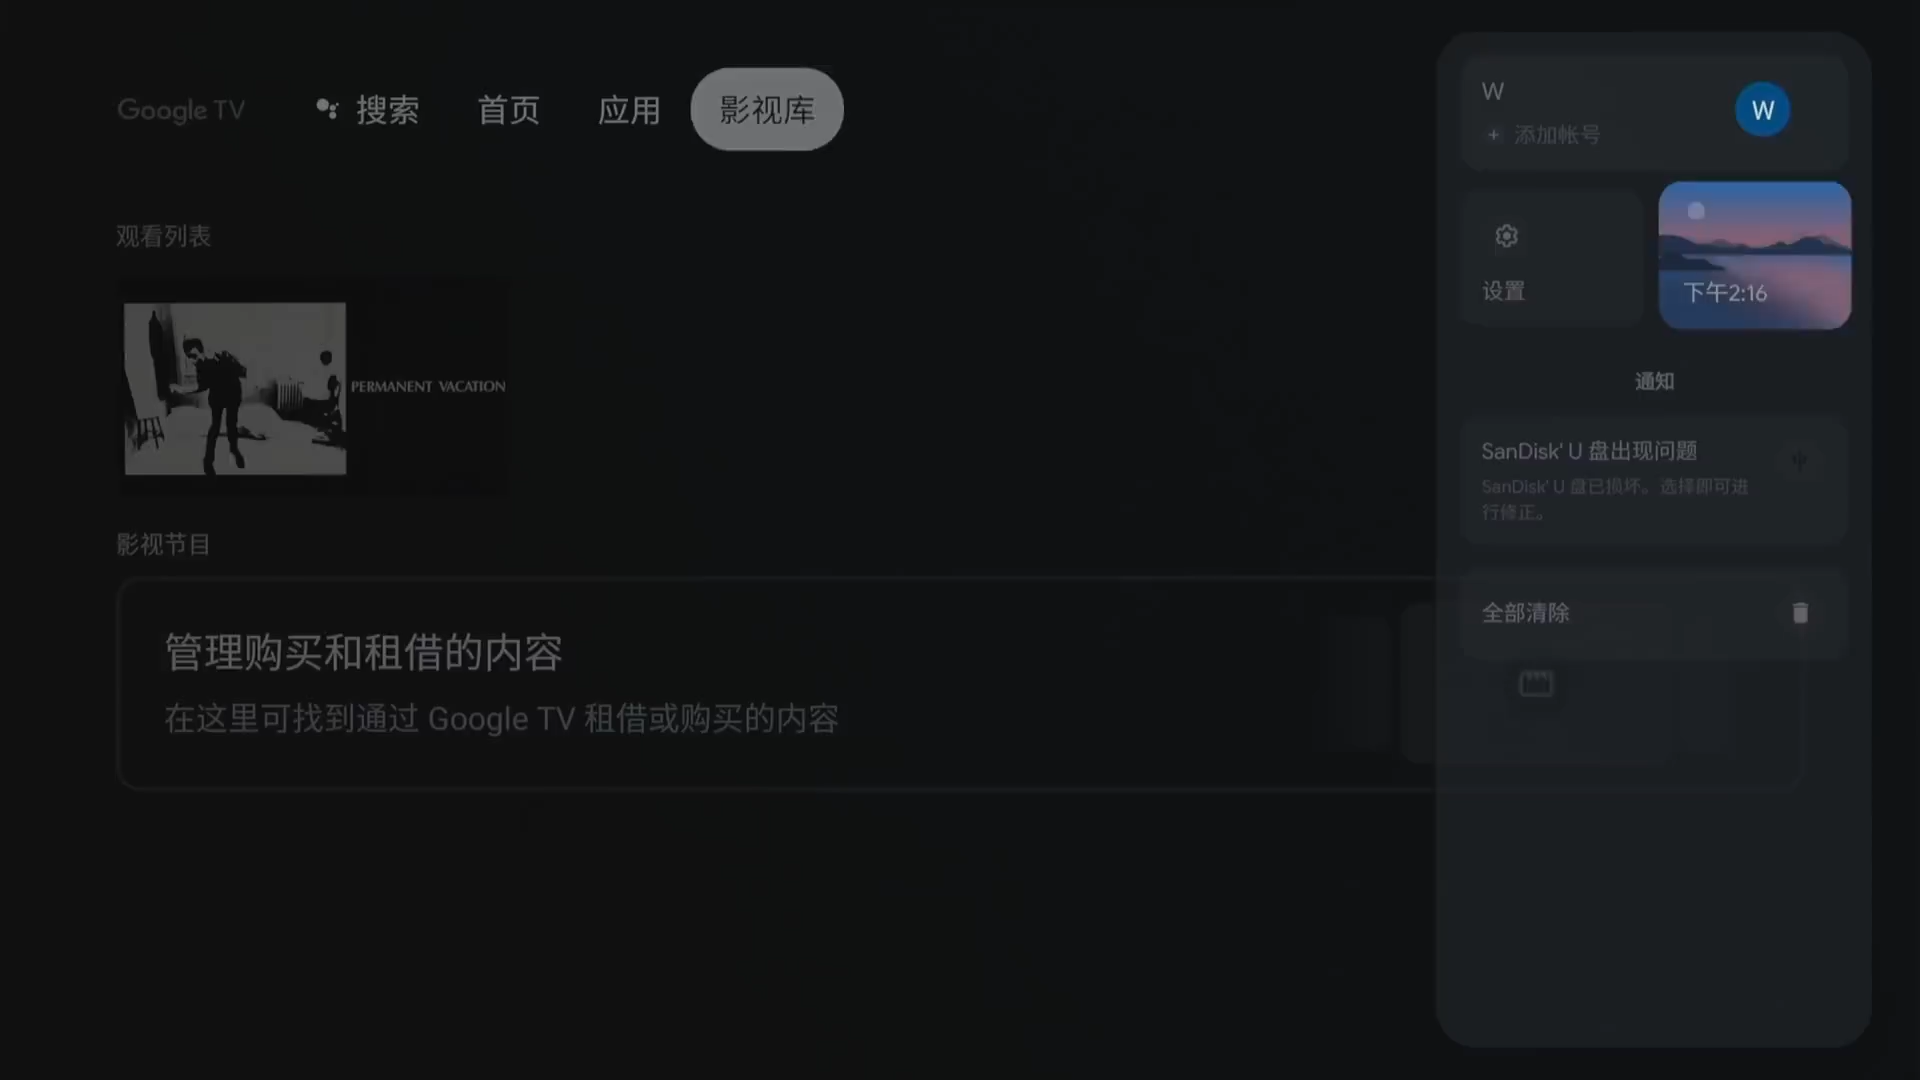 Google TV
搜索
首页
应用
影视库
观看列表
PERMANENT VACATION
影视节目
管理购买和租借的内容
在这里可找到通过 Google TV 租借或购买的内容
W
+ 添加帐号
W
设置
下午2:16
通知
SanDisk' U 盘出现问题
SanDisk' U 盘已损坏。选择即可进
行修正。
全部清除